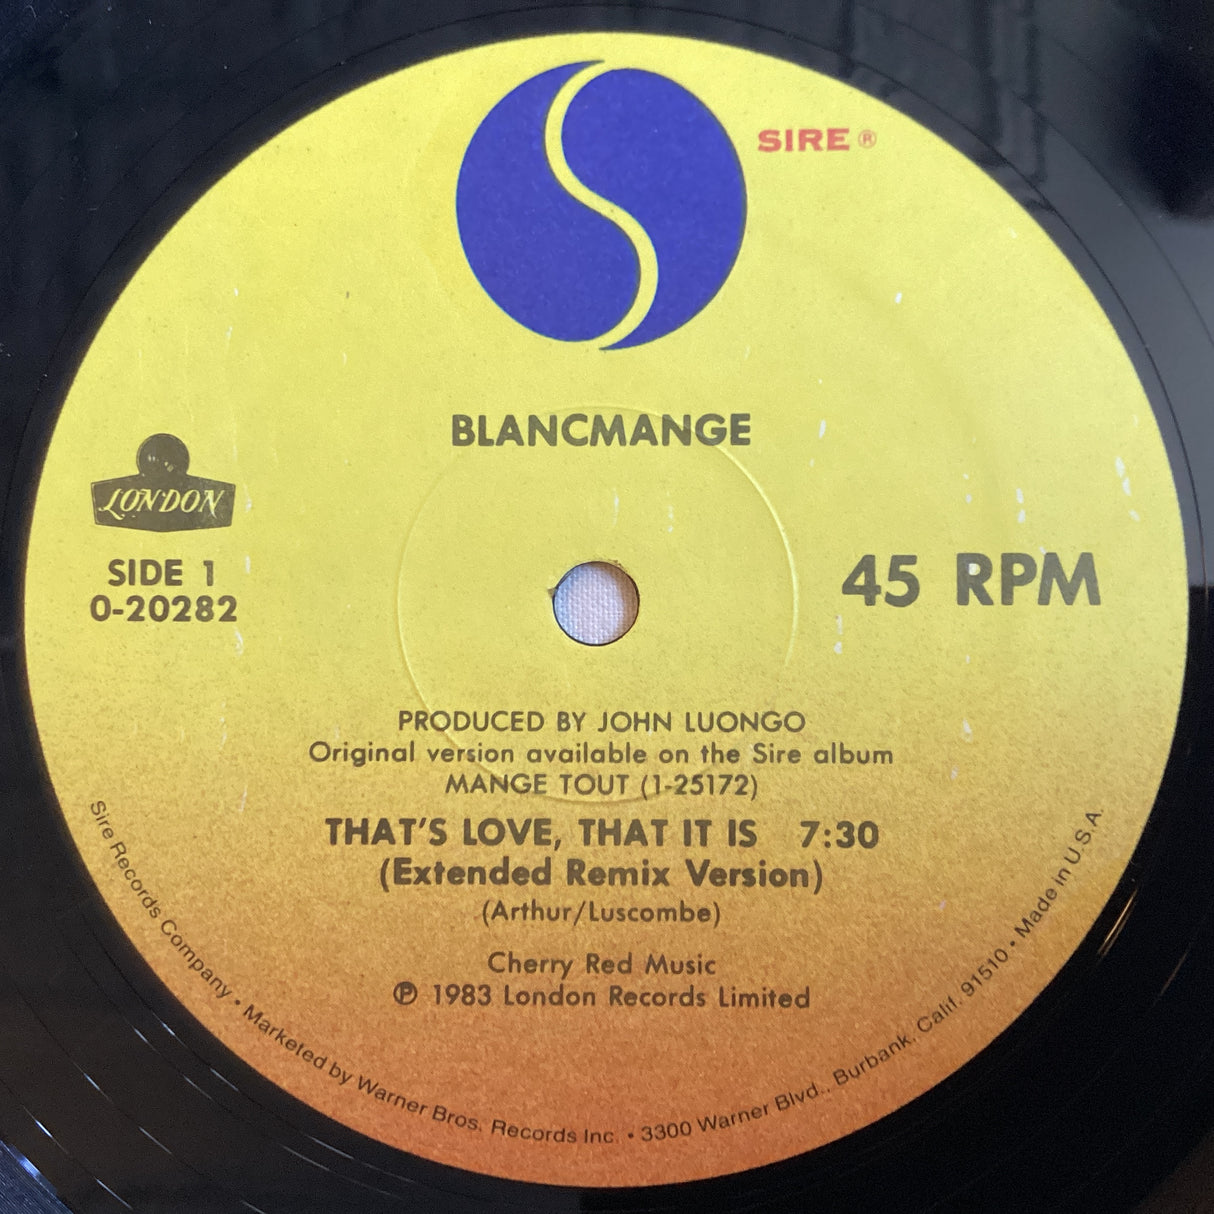 SIRE ®
BLANCMANGE
LONDON
SIDE 1
0-20282
45 RPM
PRODUCED BY JOHN LUONGO
Original version available on the Sire album
MANGE TOUT (1-25172)
THAT'S LOVE, THAT IT IS 7:30
(Extended Remix Version)
(Arthur/Luscombe)
Cherry Red Music
℗ 1983 London Records Limited
Sire Records Company • Marketed by Warner Bros. Records Inc. • 3300 Warner Blvd., Burbank, Calif. 91510 • Made in U.S.A.